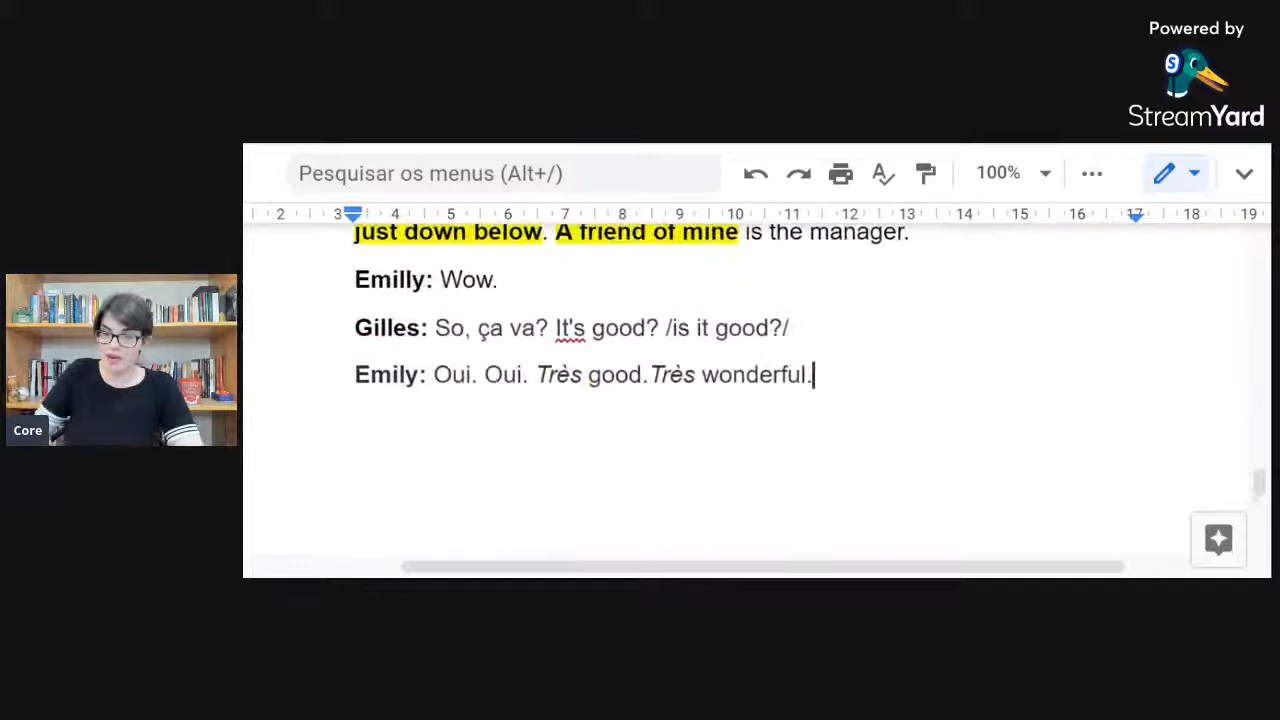 Powered by
S
StreamYard
Pesquisar os menus (Alt+/)
100%
2 3 4 5 6 7 8 9 10 11 12 13 14 15 16 17 18 19
just down below. A friend of mine is the manager.
Emilly: Wow.
Gilles: So, ça va? It's good? /is it good?/
Emily: Oui. Oui. Très good.Très wonderful.
Core